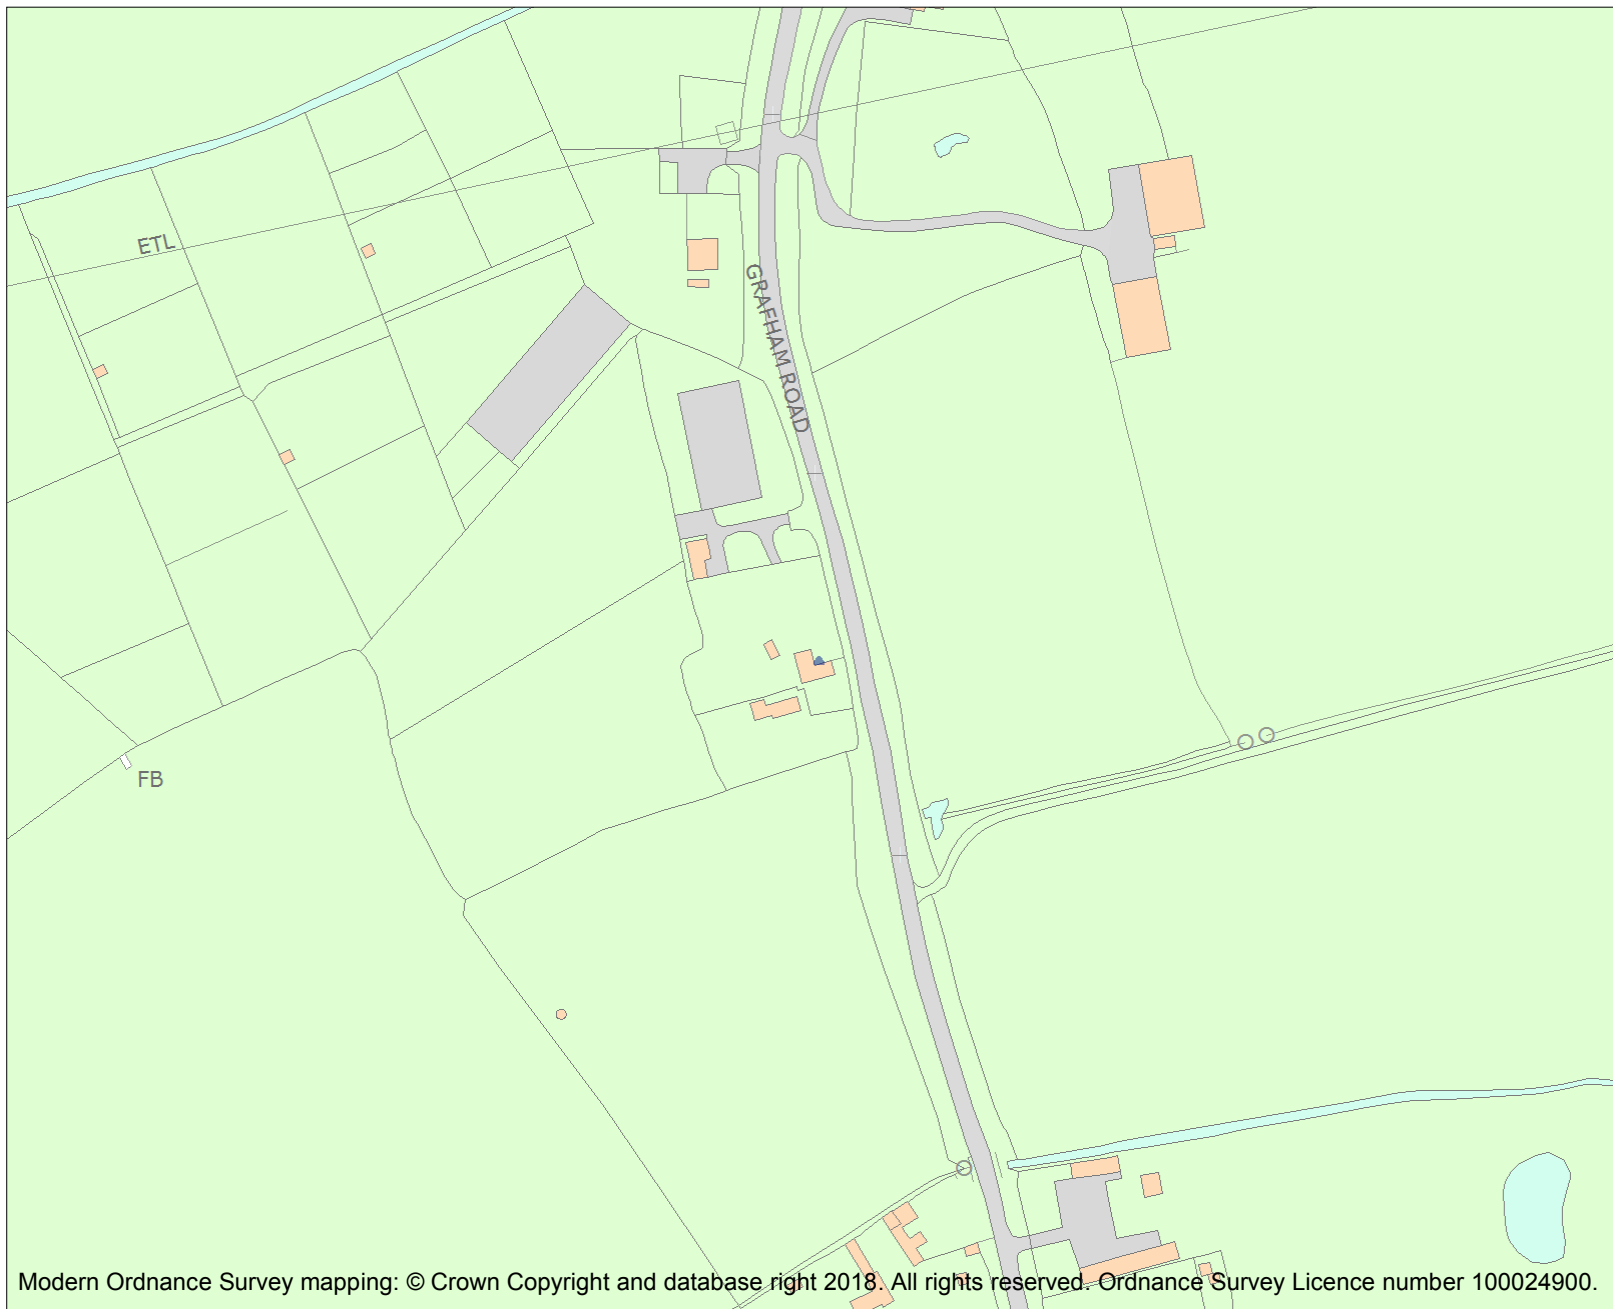 ETL
GRAFHAM ROAD
FB
Modern Ordnance Survey mapping: © Crown Copyright and database right 2018. All rights reserved. Ordnance Survey Licence number 100024900.